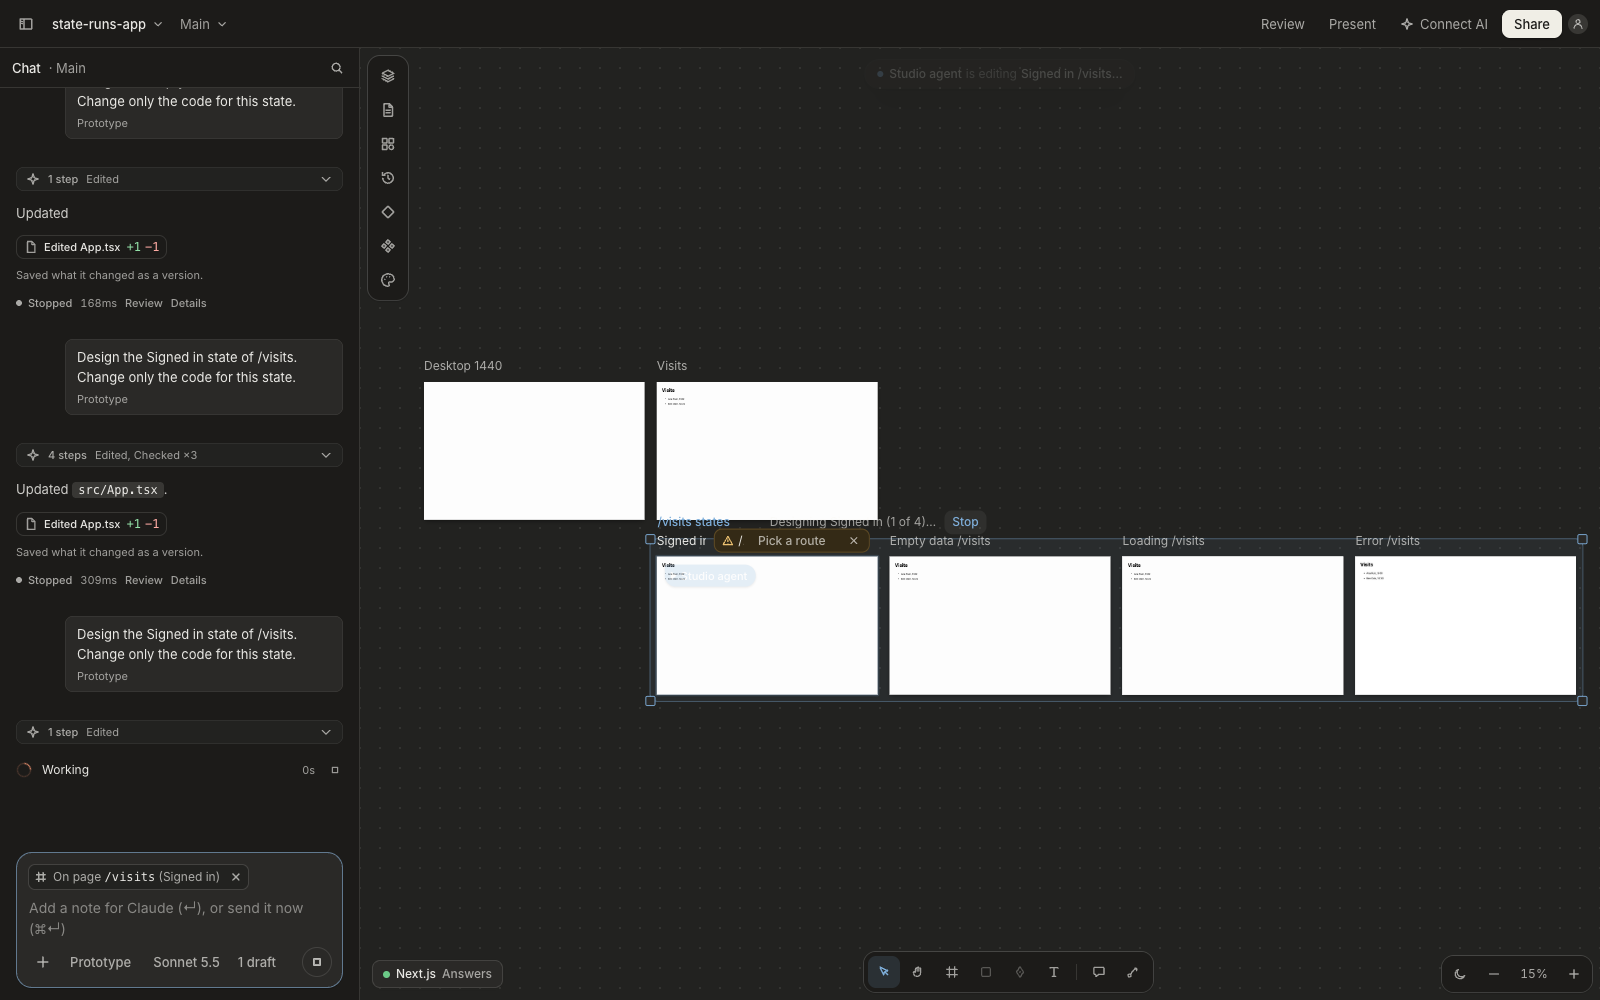 state-runs-app
Main
Review
Present
Connect AI
Share
Chat · Main
Change only the code for this state.
Prototype
1 step Edited
Updated
Edited App.tsx +1 −1
Saved what it changed as a version.
Stopped 168ms Review Details
Design the Signed in state of /visits.
Change only the code for this state.
Prototype
4 steps Edited, Checked ×3
Updated src/App.tsx.
Edited App.tsx +1 −1
Saved what it changed as a version.
Stopped 309ms Review Details
Design the Signed in state of /visits.
Change only the code for this state.
Prototype
1 step Edited
Working 0s
On page /visits (Signed in)
Add a note for Claude (↵), or send it now
(⌘↵)
Prototype
Sonnet 5.5
1 draft
Studio agent is editing Signed in /visits...
Desktop 1440
Visits
Visits
/visits states
Designing Signed in (1 of 4)...
Stop
Signed in
/
Pick a route
Empty data /visits
Loading /visits
Error /visits
Visits
Studio agent
Visits
Visits
Visits
Next.js Answers
15%